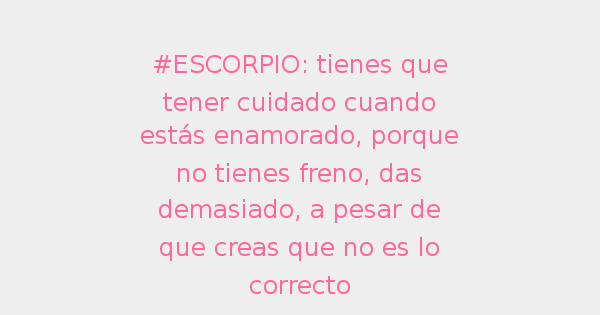 #ESCORPIO: tienes que
tener cuidado cuando
estás enamorado, porque
no tienes freno, das
demasiado, a pesar de
que creas que no es lo
correcto